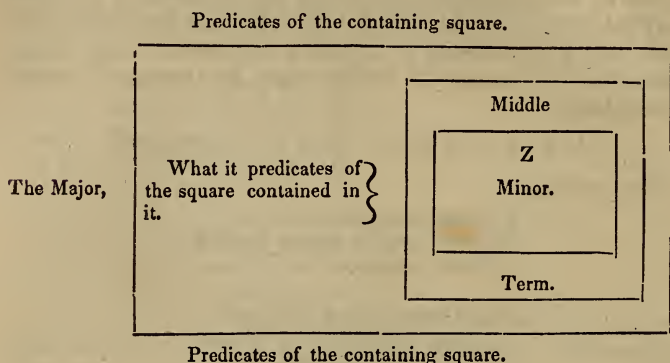 Predicates of the containing square.
Middle
Z
What it predicates of
The Major,
the square contained in
Minor.
it.
Term.
Predicates of the containing square.